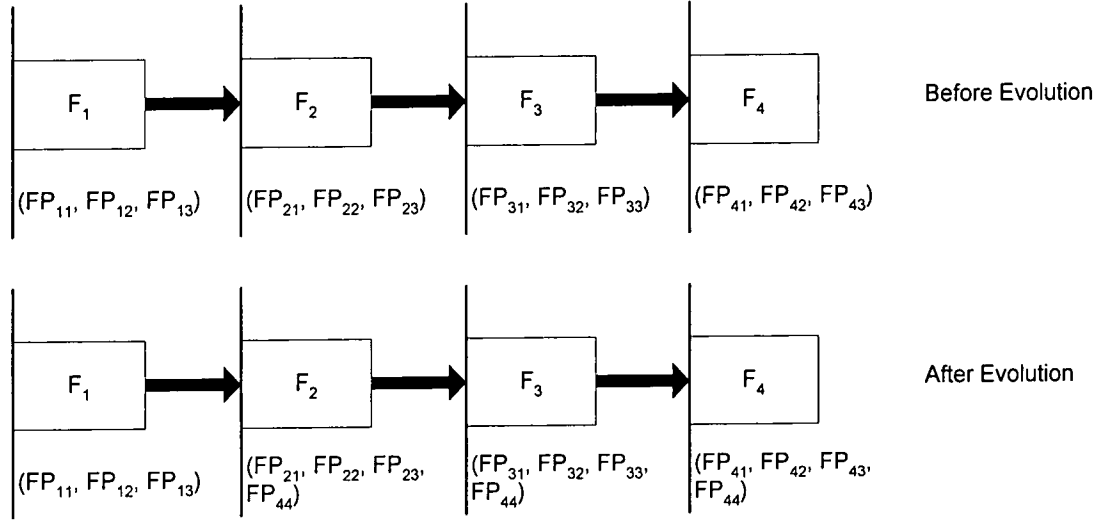 F₁ F₂ F₃ F₄ Before Evolution
(FP₁₁, FP₁₂, FP₁₃) (FP₂₁, FP₂₂, FP₂₃) (FP₃₁, FP₃₂, FP₃₃) (FP₄₁, FP₄₂, FP₄₃)
F₁ F₂ F₃ F₄ After Evolution
(FP₁₁, FP₁₂, FP₁₃) (FP₂₁, FP₂₂, FP₂₃, (FP₃₁, FP₃₂, FP₃₃, (FP₄₁, FP₄₂, FP₄₃,
FP₄₄) FP₄₄) FP₄₄)